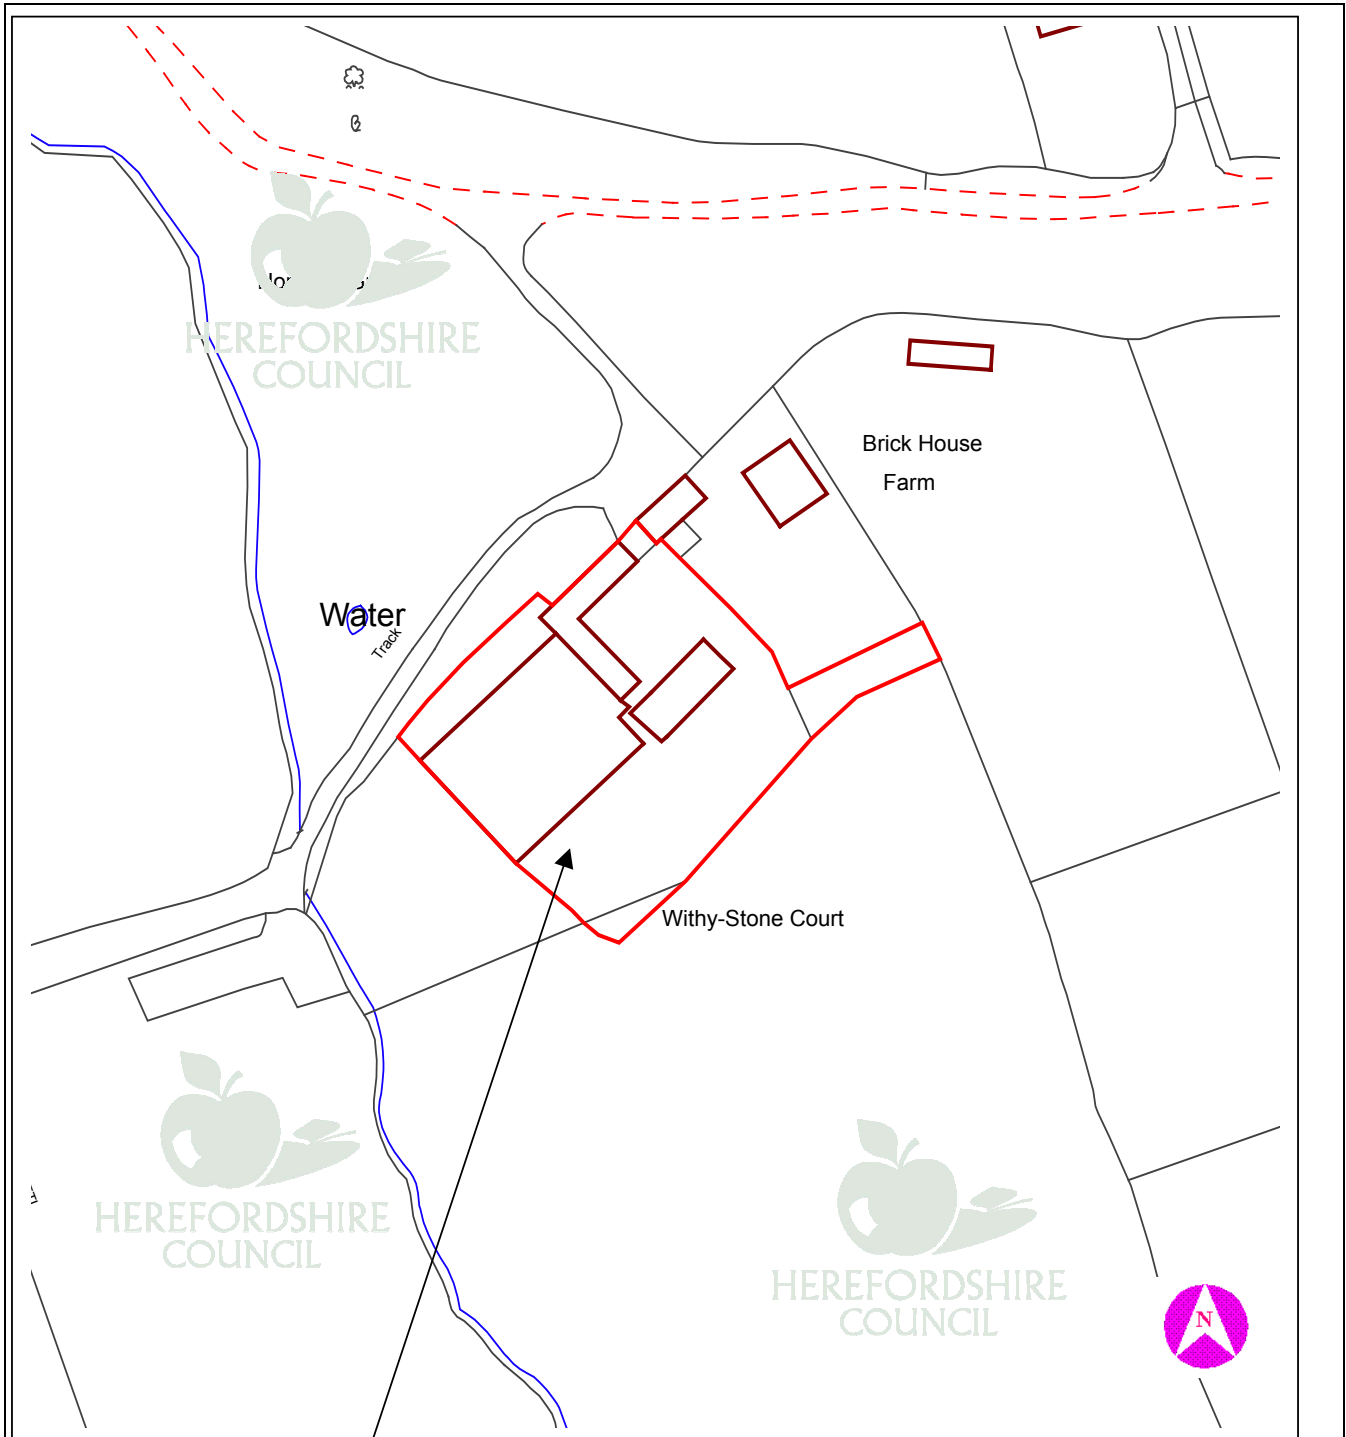 HEREFORDSHIRE
COUNCIL
Brick House
Farm
Water
Track
Withy-Stone Court
HEREFORDSHIRE
COUNCIL
HEREFORDSHIRE
COUNCIL
N